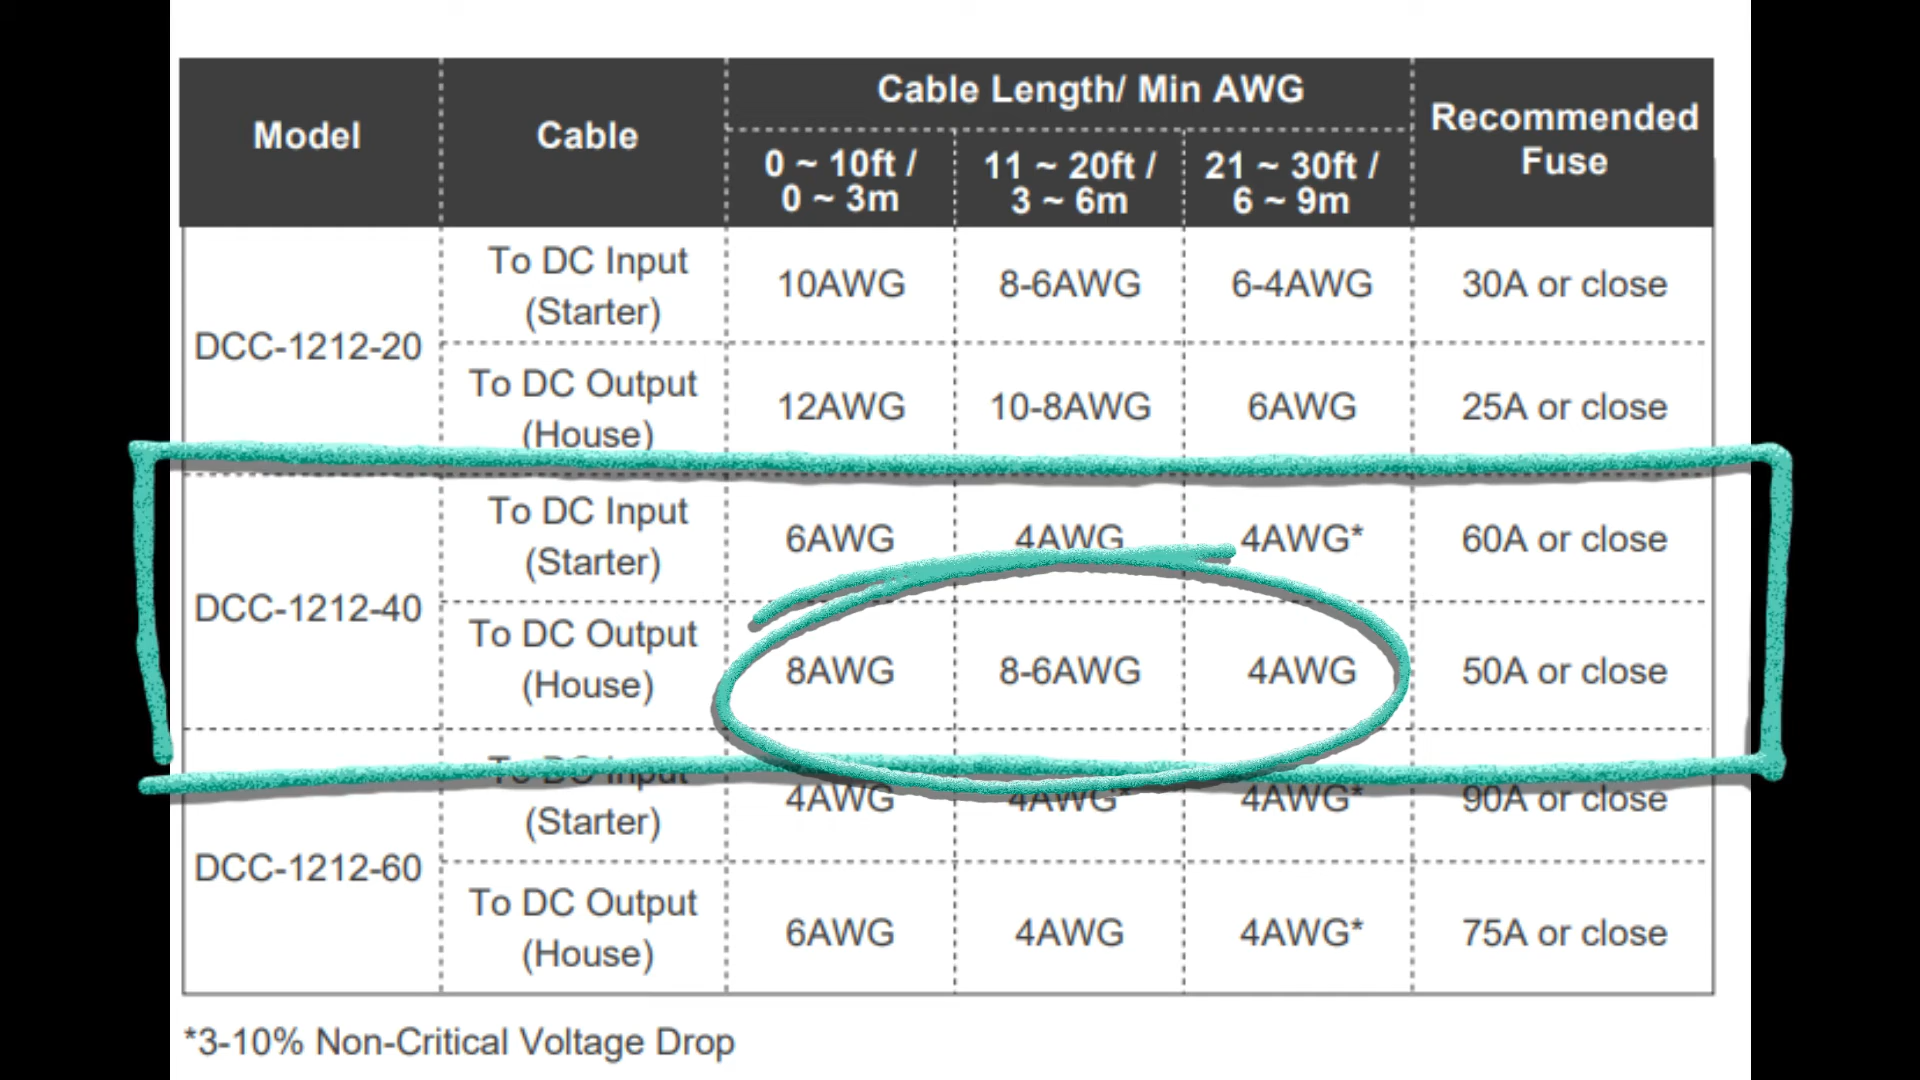 Model
Cable
Cable Length/ Min AWG
Recommended
Fuse
0 ~ 10ft /
0 ~ 3m
11 ~ 20ft /
3 ~ 6m
21 ~ 30ft /
6 ~ 9m
DCC-1212-20
To DC Input
(Starter)
10AWG
8-6AWG
6-4AWG
30A or close
To DC Output
(House)
12AWG
10-8AWG
6AWG
25A or close
DCC-1212-40
To DC Input
(Starter)
6AWG
4AWG
4AWG*
60A or close
To DC Output
(House)
8AWG
8-6AWG
4AWG
50A or close
DCC-1212-60
To DC Input
(Starter)
4AWG
4AWG*
4AWG*
90A or close
To DC Output
(House)
6AWG
4AWG
4AWG*
75A or close
*3-10% Non-Critical Voltage Drop